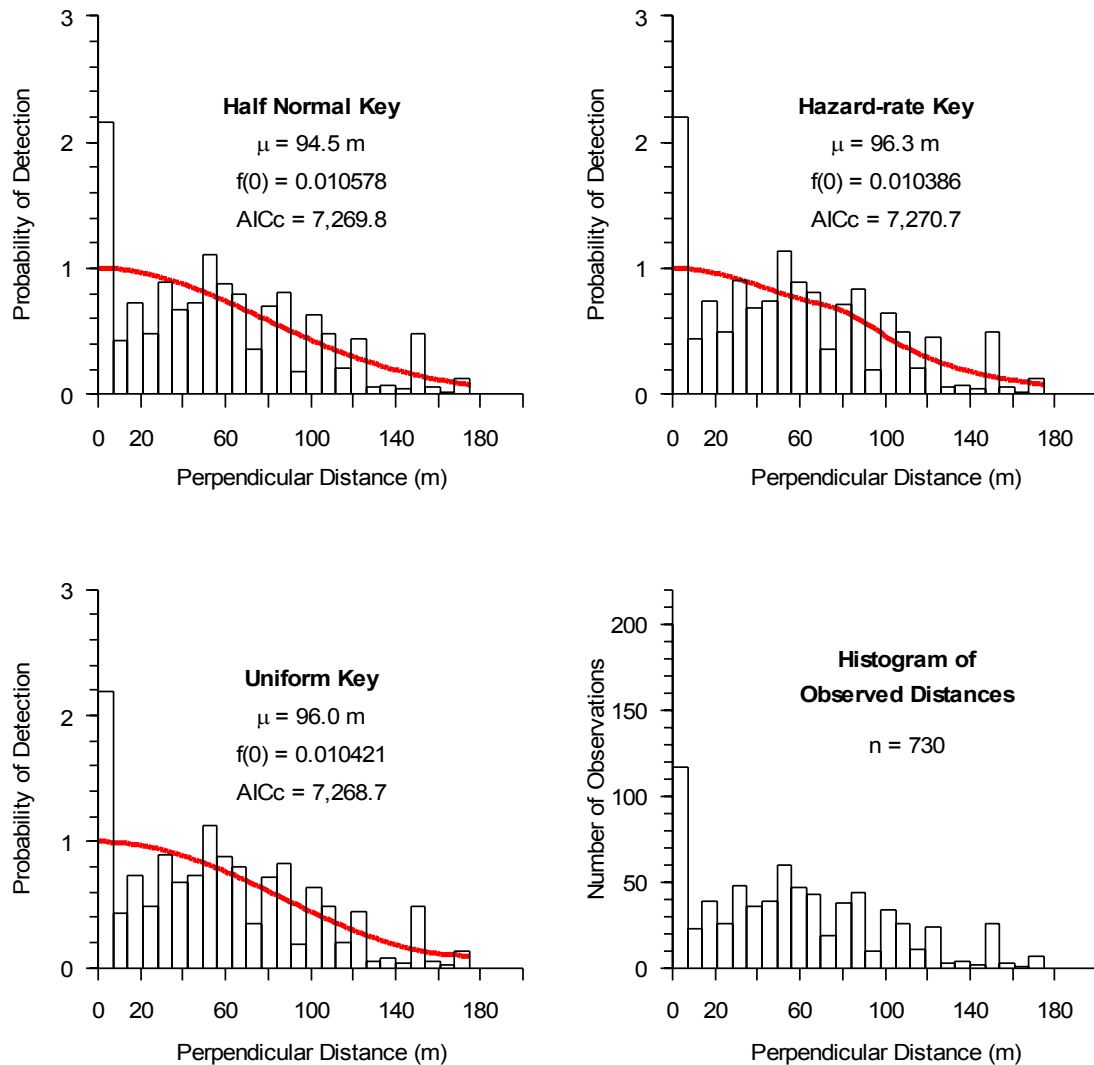 3
2
1
0
Probability of Detection
Half Normal Key
μ = 94.5 m
f(0) = 0.010578
AICc = 7,269.8
0 20 60 100 140 180
Perpendicular Distance (m)
3
2
1
0
Probability of Detection
Hazard-rate Key
μ = 96.3 m
f(0) = 0.010386
AICc = 7,270.7
0 20 60 100 140 180
Perpendicular Distance (m)
3
2
1
0
Probability of Detection
Uniform Key
μ = 96.0 m
f(0) = 0.010421
AICc = 7,268.7
0 20 60 100 140 180
Perpendicular Distance (m)
200
150
100
50
0
Number of Observations
Histogram of
Observed Distances
n = 730
0 20 60 100 140 180
Perpendicular Distance (m)